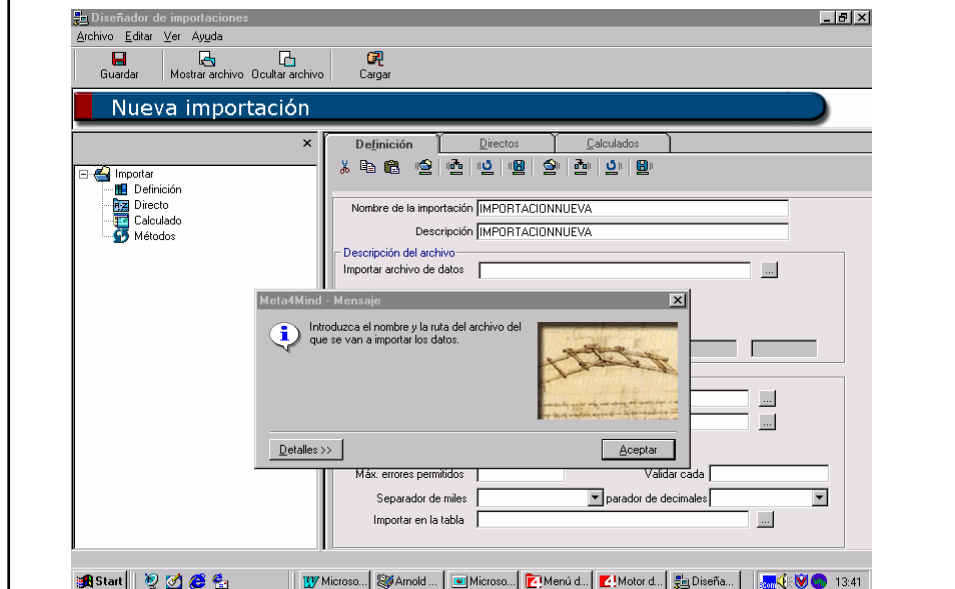 Diseñador de importaciones
Archivo Editar Ver Ayuda
Guardar Mostrar archivo Ocultar archivo Cargar
Nueva importación
Definición Directos Calculados
Importar
Definición
Directo
Calculado
Métodos
Nombre de la importación IMPORTACIONNUEVA
Descripción IMPORTACIONNUEVA
Descripción del archivo
Importar archivo de datos ...
Meta4Mind - Mensaje
Introduzca el nombre y la ruta del archivo del
que se van a importar los datos.
Detalles >> Aceptar
...
...
Máx. errores permitidos Validar cada
Separador de miles parador de decimales
Importar en la tabla ...
Start Microso... Arnold ... Microso... Menú d... Motor d... Diseña... 13:41